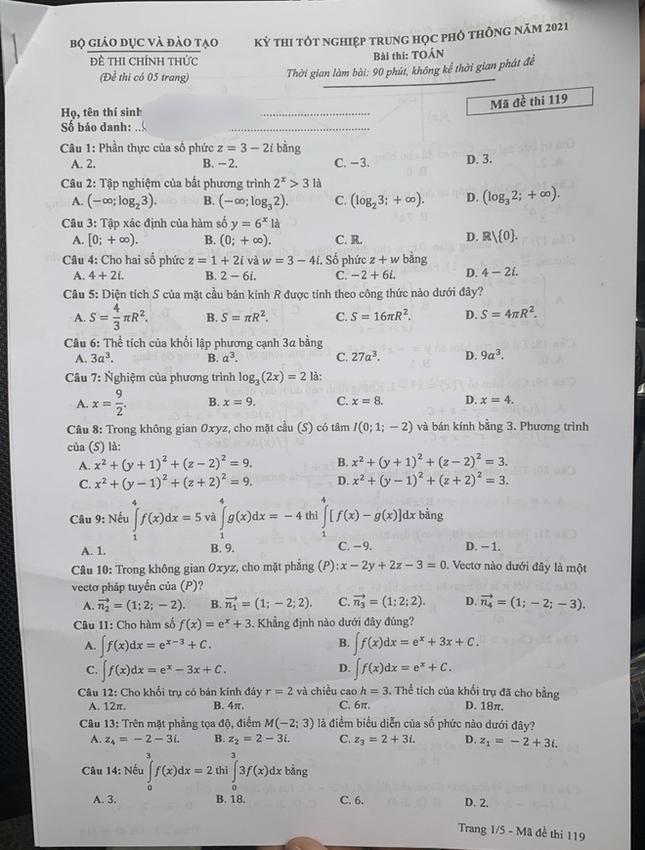 BỘ GIÁO DỤC VÀ ĐÀO TẠO
ĐỀ THI CHÍNH THỨC
(Đề thi có 05 trang)
KỲ THI TỐT NGHIỆP TRUNG HỌC PHỔ THÔNG NĂM 2021
Bài thi: TOÁN
Thời gian làm bài: 90 phút, không kể thời gian phát đề
Họ, tên thí sinh
Số báo danh:
Mã đề thi 119
Câu 1: Phần thực của số phức z = 3 − 2i bằng
A. 2. B. −2. C. −3. D. 3.
Câu 2: Tập nghiệm của bất phương trình 2ˣ > 3 là
A. (−∞; log₂ 3). B. (−∞; log₃ 2). C. (log₂ 3; +∞). D. (log₃ 2; +∞).
Câu 3: Tập xác định của hàm số y = 6ˣ là
A. [0; +∞). B. (0; +∞). C. ℝ. D. ℝ\{0}.
Câu 4: Cho hai số phức z = 1 + 2i và w = 3 − 4i. Số phức z + w bằng
A. 4 + 2i. B. 2 − 6i. C. −2 + 6i. D. 4 − 2i.
Câu 5: Diện tích S của mặt cầu bán kính R được tính theo công thức nào dưới đây?
A. S = 4/3 πR². B. S = πR². C. S = 16πR². D. S = 4πR².
Câu 6: Thể tích của khối lập phương cạnh 3a bằng
A. 3a³. B. a³. C. 27a³. D. 9a³.
Câu 7: Nghiệm của phương trình log₃(2x) = 2 là:
A. x = 9/2. B. x = 9. C. x = 8. D. x = 4.
Câu 8: Trong không gian Oxyz, cho mặt cầu (S) có tâm I(0; 1; − 2) và bán kính bằng 3. Phương trình
của (S) là:
A. x² + (y + 1)² + (z − 2)² = 9. B. x² + (y + 1)² + (z − 2)² = 3.
C. x² + (y − 1)² + (z + 2)² = 9. D. x² + (y − 1)² + (z + 2)² = 3.
Câu 9: Nếu ∫₁⁴ f(x)dx = 5 và ∫₁⁴ g(x)dx = − 4 thì ∫₁⁴ [ f(x) − g(x)]dx bằng
A. 1. B. 9. C. −9. D. −1.
Câu 10: Trong không gian Oxyz, cho mặt phẳng (P): x − 2y + 2z − 3 = 0. Vectơ nào dưới đây là một
vectơ pháp tuyến của (P)?
A. n₂⃗ = (1; 2; − 2). B. n₁⃗ = (1; − 2; 2). C. n₃⃗ = (1; 2; 2). D. n₄⃗ = (1; − 2; − 3).
Câu 11: Cho hàm số f(x) = eˣ + 3. Khẳng định nào dưới đây đúng?
A. ∫f(x)dx = eˣ⁻³ + C. B. ∫f(x)dx = eˣ + 3x + C.
C. ∫f(x)dx = eˣ − 3x + C. D. ∫f(x)dx = eˣ + C.
Câu 12: Cho khối trụ có bán kính đáy r = 2 và chiều cao h = 3. Thể tích của khối trụ đã cho bằng
A. 12π. B. 4π. C. 6π. D. 18π.
Câu 13: Trên mặt phẳng tọa độ, điểm M(−2; 3) là điểm biểu diễn của số phức nào dưới đây?
A. z₄ = − 2 − 3i. B. z₂ = 2 − 3i. C. z₃ = 2 + 3i. D. z₁ = − 2 + 3i.
Câu 14: Nếu ∫₀³ f(x)dx = 2 thì ∫₀³ 3f(x)dx bằng
A. 3. B. 18. C. 6. D. 2.
Trang 1/5 - Mã đề thi 119